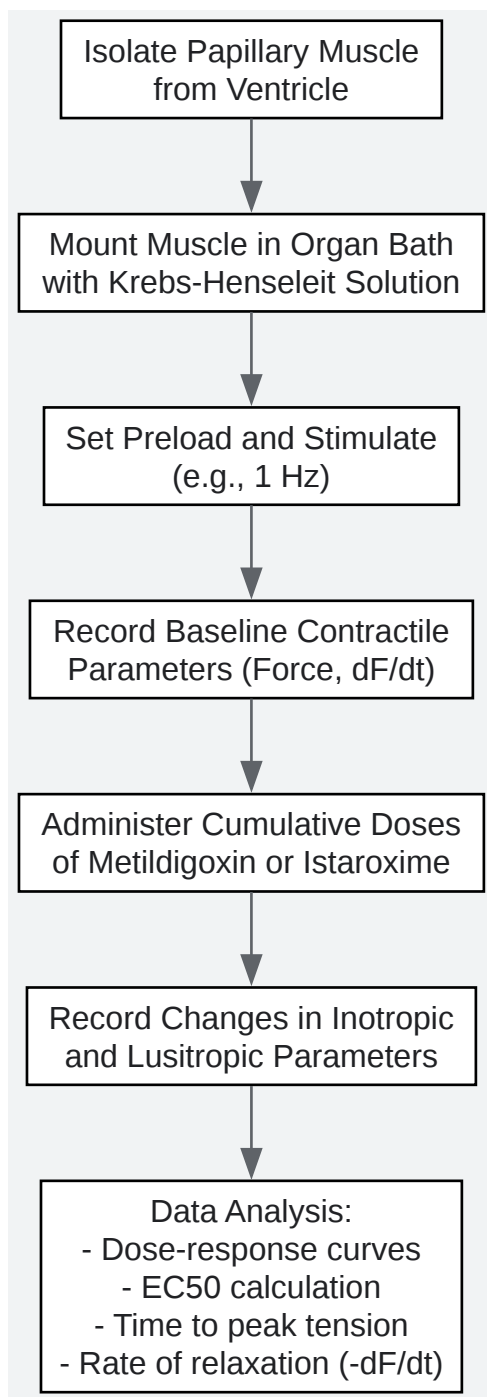 Isolate Papillary Muscle
from Ventricle
Mount Muscle in Organ Bath
with Krebs-Henseleit Solution
Set Preload and Stimulate
(e.g., 1 Hz)
Record Baseline Contractile
Parameters (Force, dF/dt)
Administer Cumulative Doses
of Metildigoxin or Istaroxime
Record Changes in Inotropic
and Lusitropic Parameters
Data Analysis:
- Dose-response curves
- EC50 calculation
- Time to peak tension
- Rate of relaxation (-dF/dt)